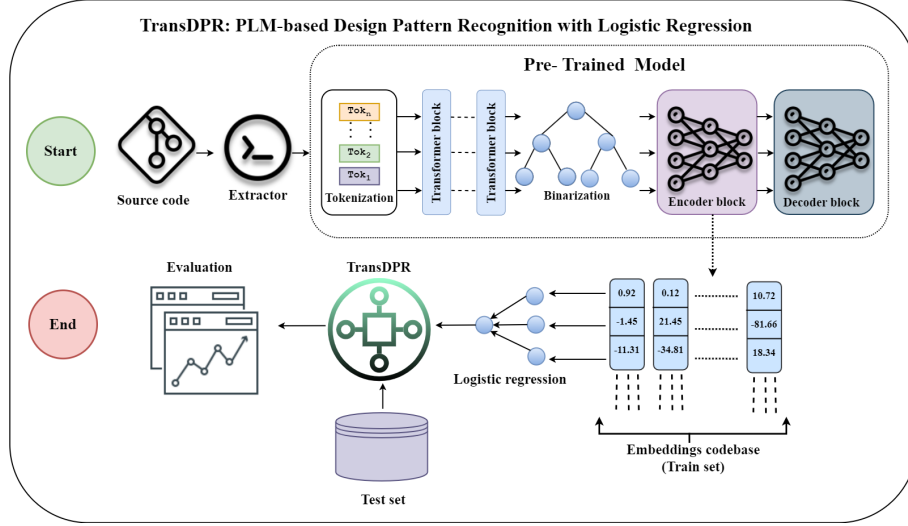 TransDPR: PLM-based Design Pattern Recognition with Logistic Regression
Pre- Trained Model
Start
Source code
Extractor
Tokₙ
Tok₂
Tok₁
Tokenization
Transformer block
Transformer block
Binarization
Encoder block
Decoder block
End
Evaluation
TransDPR
Logistic regression
0.92
-1.45
-11.31
0.12
21.45
-34.81
10.72
-81.66
18.34
Embeddings codebase
(Train set)
Test set